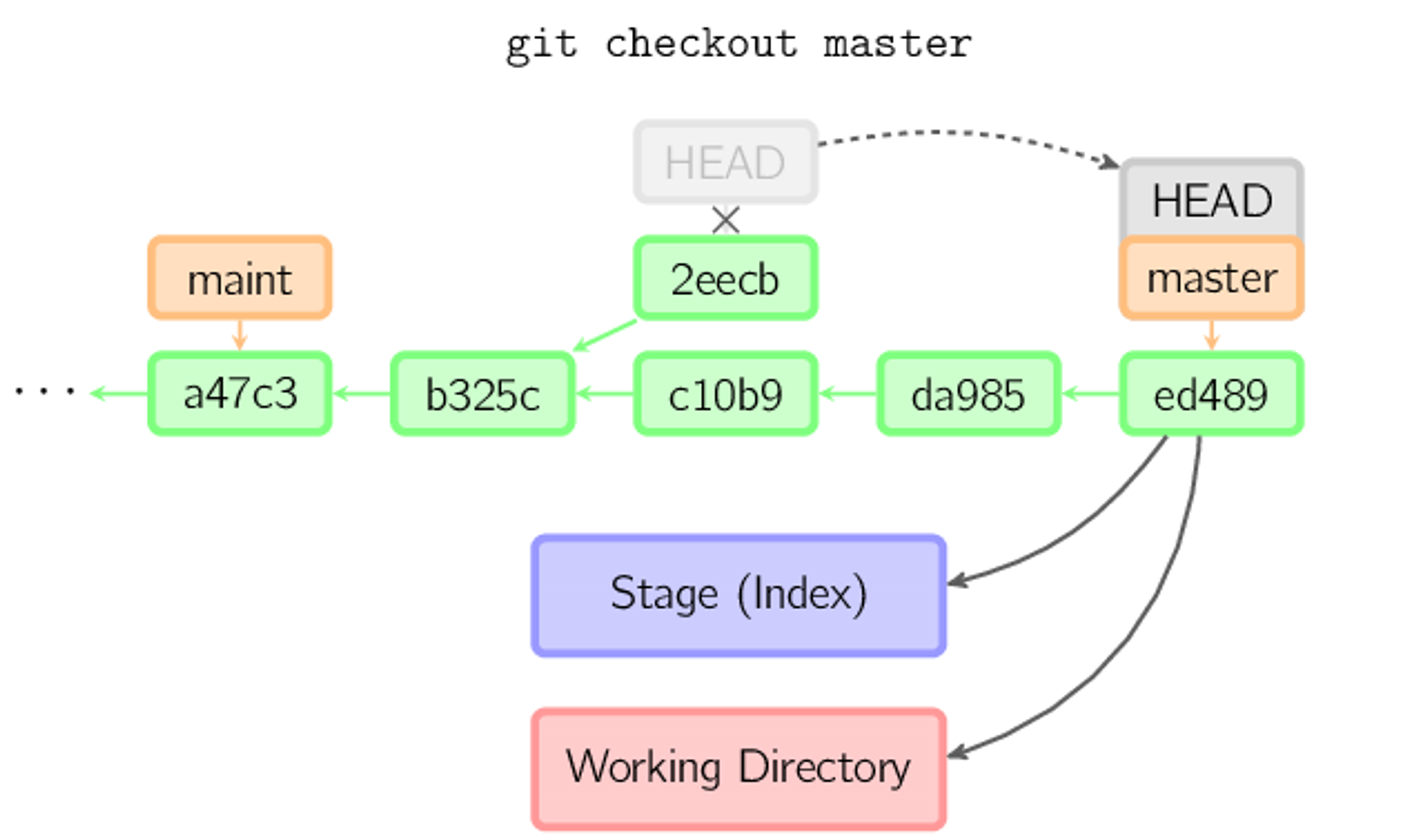 git checkout master
HEAD
HEAD
maint
2eecb
master
...
a47c3
b325c
c10b9
da985
ed489
Stage (Index)
Working Directory